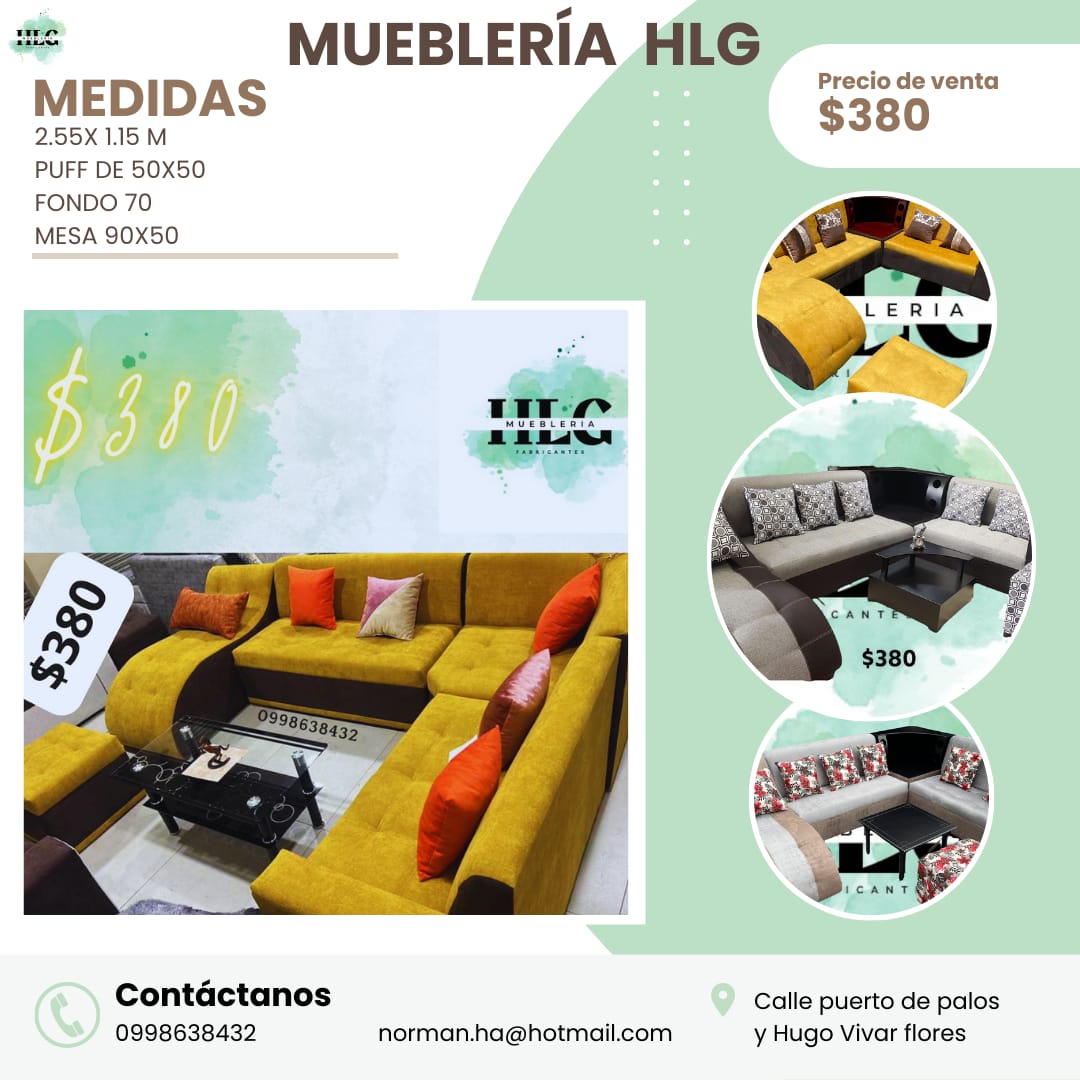 HLG
MUEBLERÍA HLG
MEDIDAS
2.55X 1.15 M
PUFF DE 50X50
FONDO 70
MESA 90X50
Precio de venta
$380
$380
HLG
MUEBLERIA
FABRICANTES
$380
0998638432
LERIA
CANTE
$380
ICANT
Contáctanos
0998638432
norman.ha@hotmail.com
Calle puerto de palos
y Hugo Vivar flores